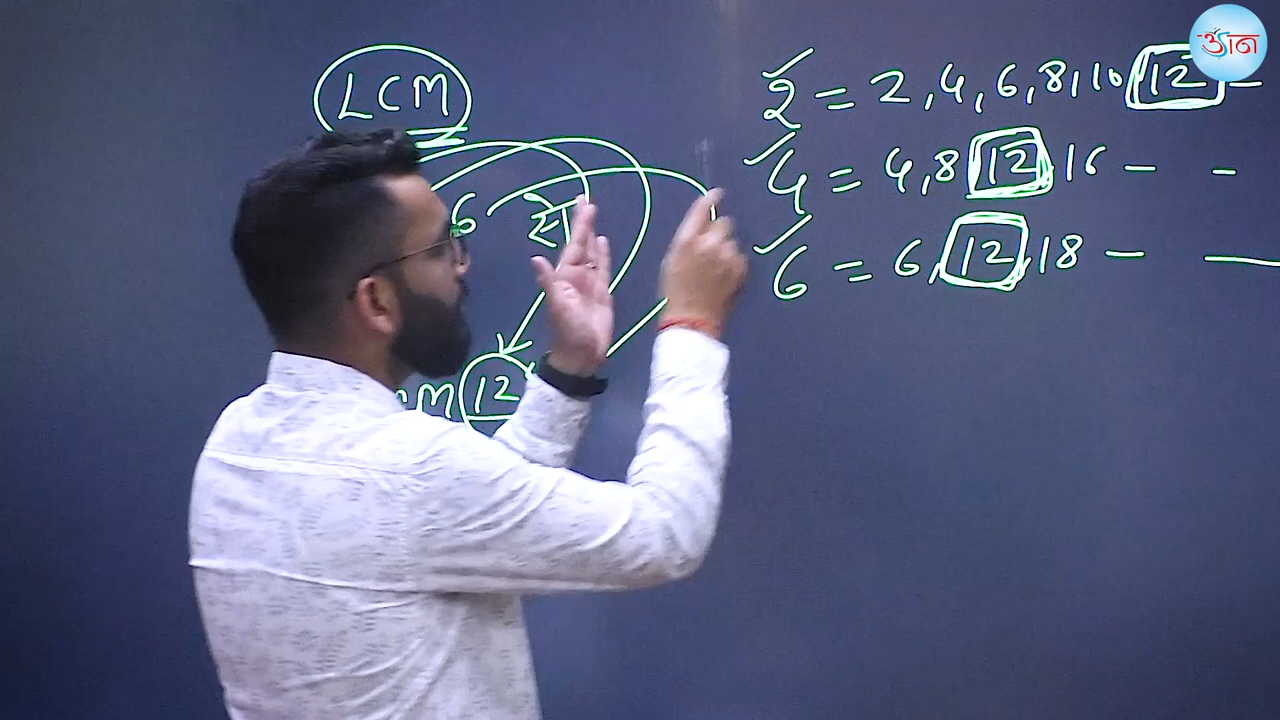 LCM
2 = 2, 4, 6, 8, 10 12 -
4 = 4, 8 12, 16 - -
6 = 6, 12, 18 - -
6 का
12
उड़ान